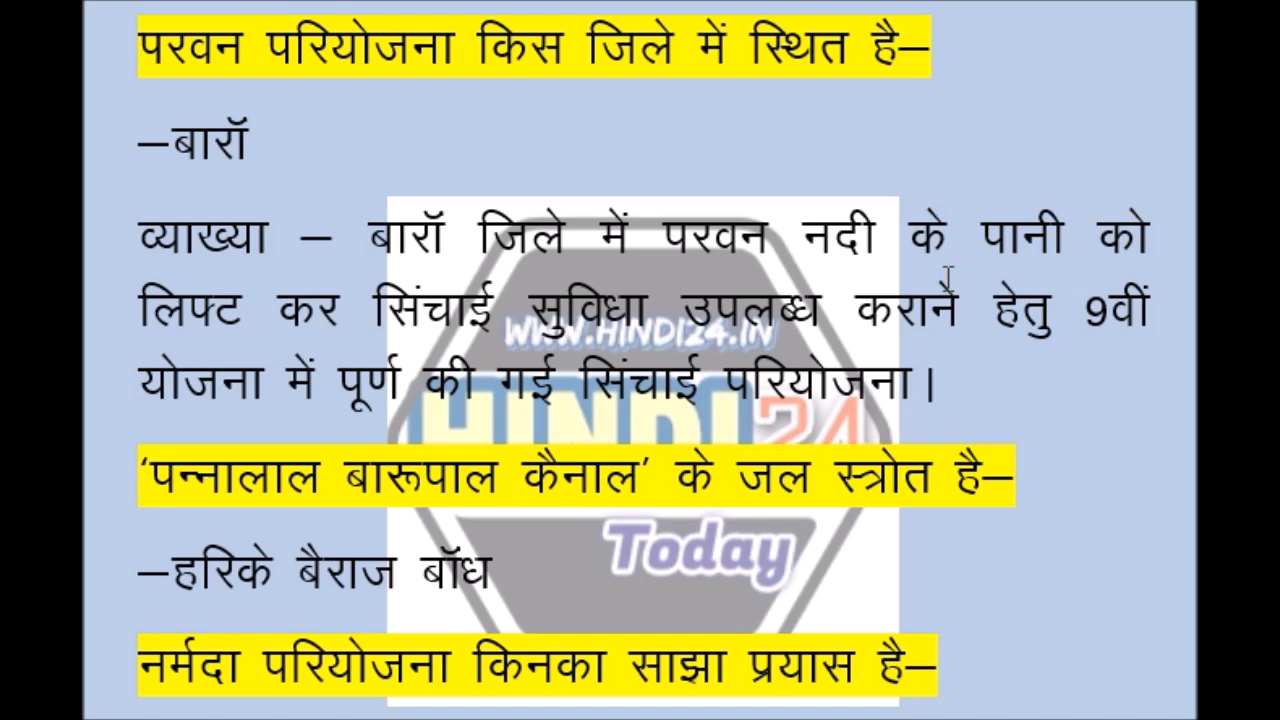 परवन परियोजना किस जिले में स्थित है–
–बारॉ
व्याख्या – बारॉ जिले में परवन नदी के पानी को
लिफ्ट कर सिंचाई सुविधा उपलब्ध कराने हेतु 9वीं
योजना में पूर्ण की गई सिंचाई परियोजना।
WWW.HINDI24.IN
HINDI24
‘पन्नालाल बारूपाल कैनाल’ के जल स्त्रोत है–
Today
–हरिके बैराज बॉध
नर्मदा परियोजना किनका साझा प्रयास है–